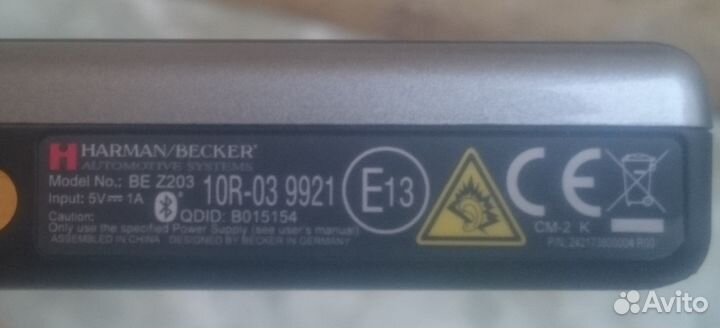 HARMAN/BECKER
AUTOMOTIVE SYSTEMS
Model No.: BE Z203
Input: 5V⎓ 1A
10R-03 9921
E13
CE
QDID: B015154
Caution:
Only use the specified Power Supply (see user's manual)
ASSEMBLED IN CHINA DESIGNED BY BECKER IN GERMANY
CM-2 K
Avito